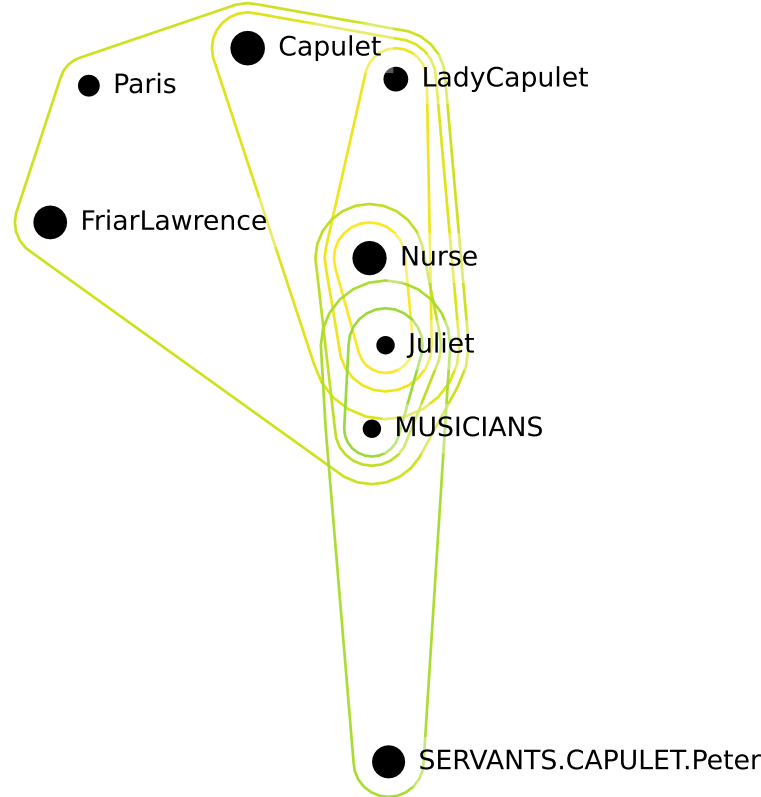 Capulet
LadyCapulet
Paris
FriarLawrence
Nurse
Juliet
MUSICIANS
SERVANTS.CAPULET.Peter